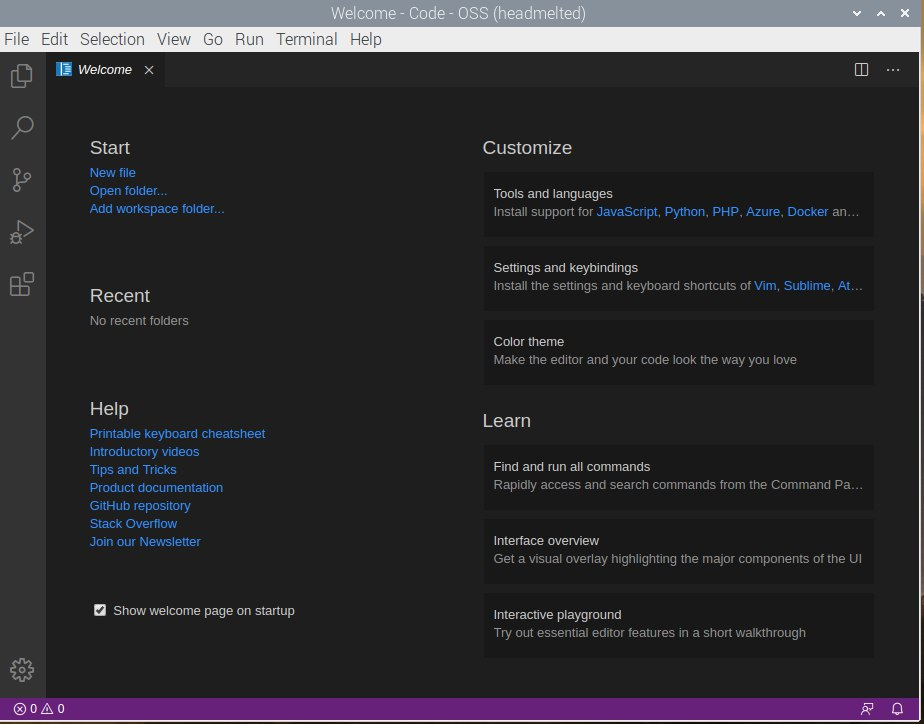 Welcome - Code - OSS (headmelted)
File Edit Selection View Go Run Terminal Help
Welcome
Start
New file
Open folder...
Add workspace folder...
Recent
No recent folders
Help
Printable keyboard cheatsheet
Introductory videos
Tips and Tricks
Product documentation
GitHub repository
Stack Overflow
Join our Newsletter
Show welcome page on startup
Customize
Tools and languages
Install support for JavaScript, Python, PHP, Azure, Docker an...
Settings and keybindings
Install the settings and keyboard shortcuts of Vim, Sublime, At...
Color theme
Make the editor and your code look the way you love
Learn
Find and run all commands
Rapidly access and search commands from the Command Pa...
Interface overview
Get a visual overlay highlighting the major components of the UI
Interactive playground
Try out essential editor features in a short walkthrough
0 0